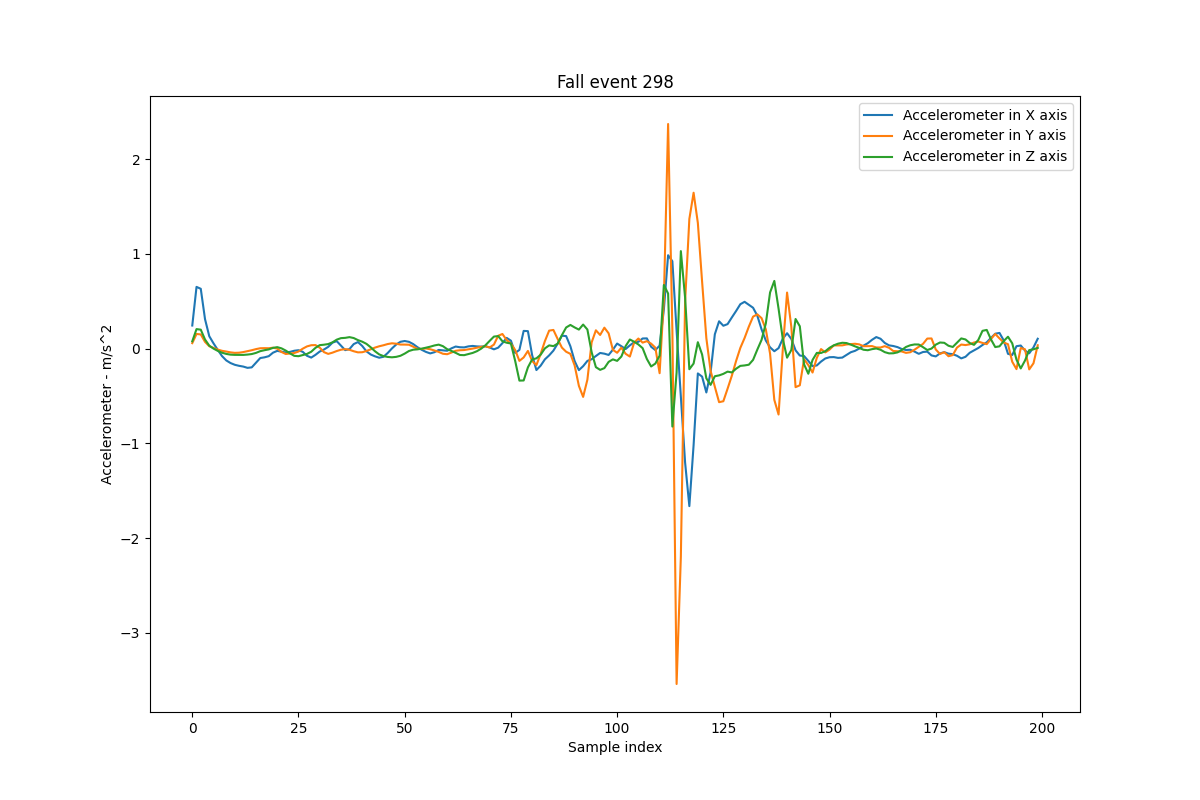 Fall event 298
Accelerometer in X axis
Accelerometer in Y axis
Accelerometer in Z axis
Accelerometer - m/s^2
2
1
0
−1
−2
−3
0 25 50 75 100 125 150 175 200
Sample index